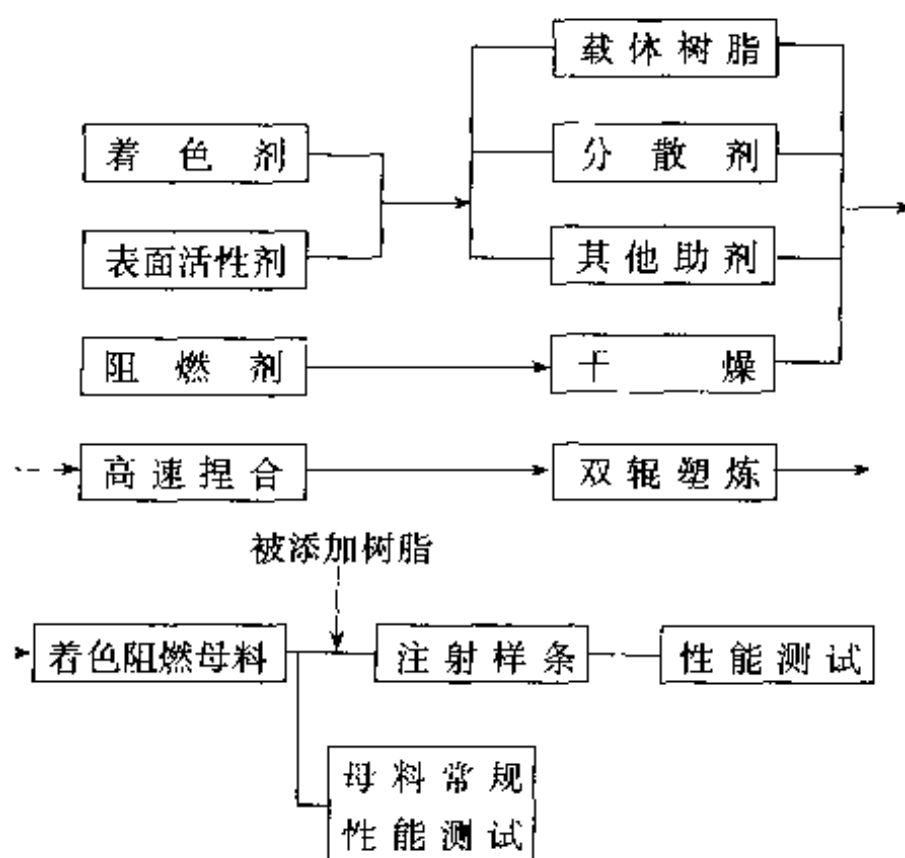 载体树脂
着色剂
分散剂
表面活性剂
其他助剂
阻燃剂
干燥
高速捏合
双辊塑炼
被添加树脂
着色阻燃母料
注射样条
性能测试
母料常规
性能测试